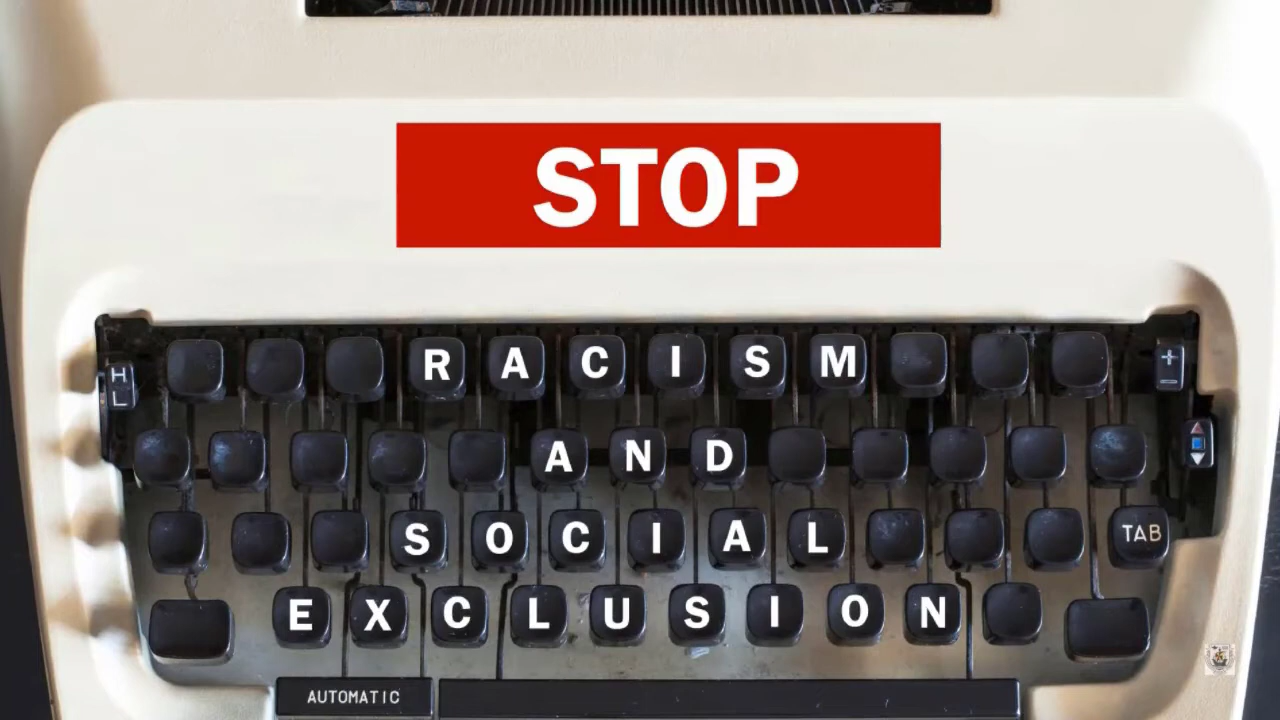 STOP
H
L
RACISM
+
−
AND
SOCIAL
TAB
EXCLUSION
AUTOMATIC